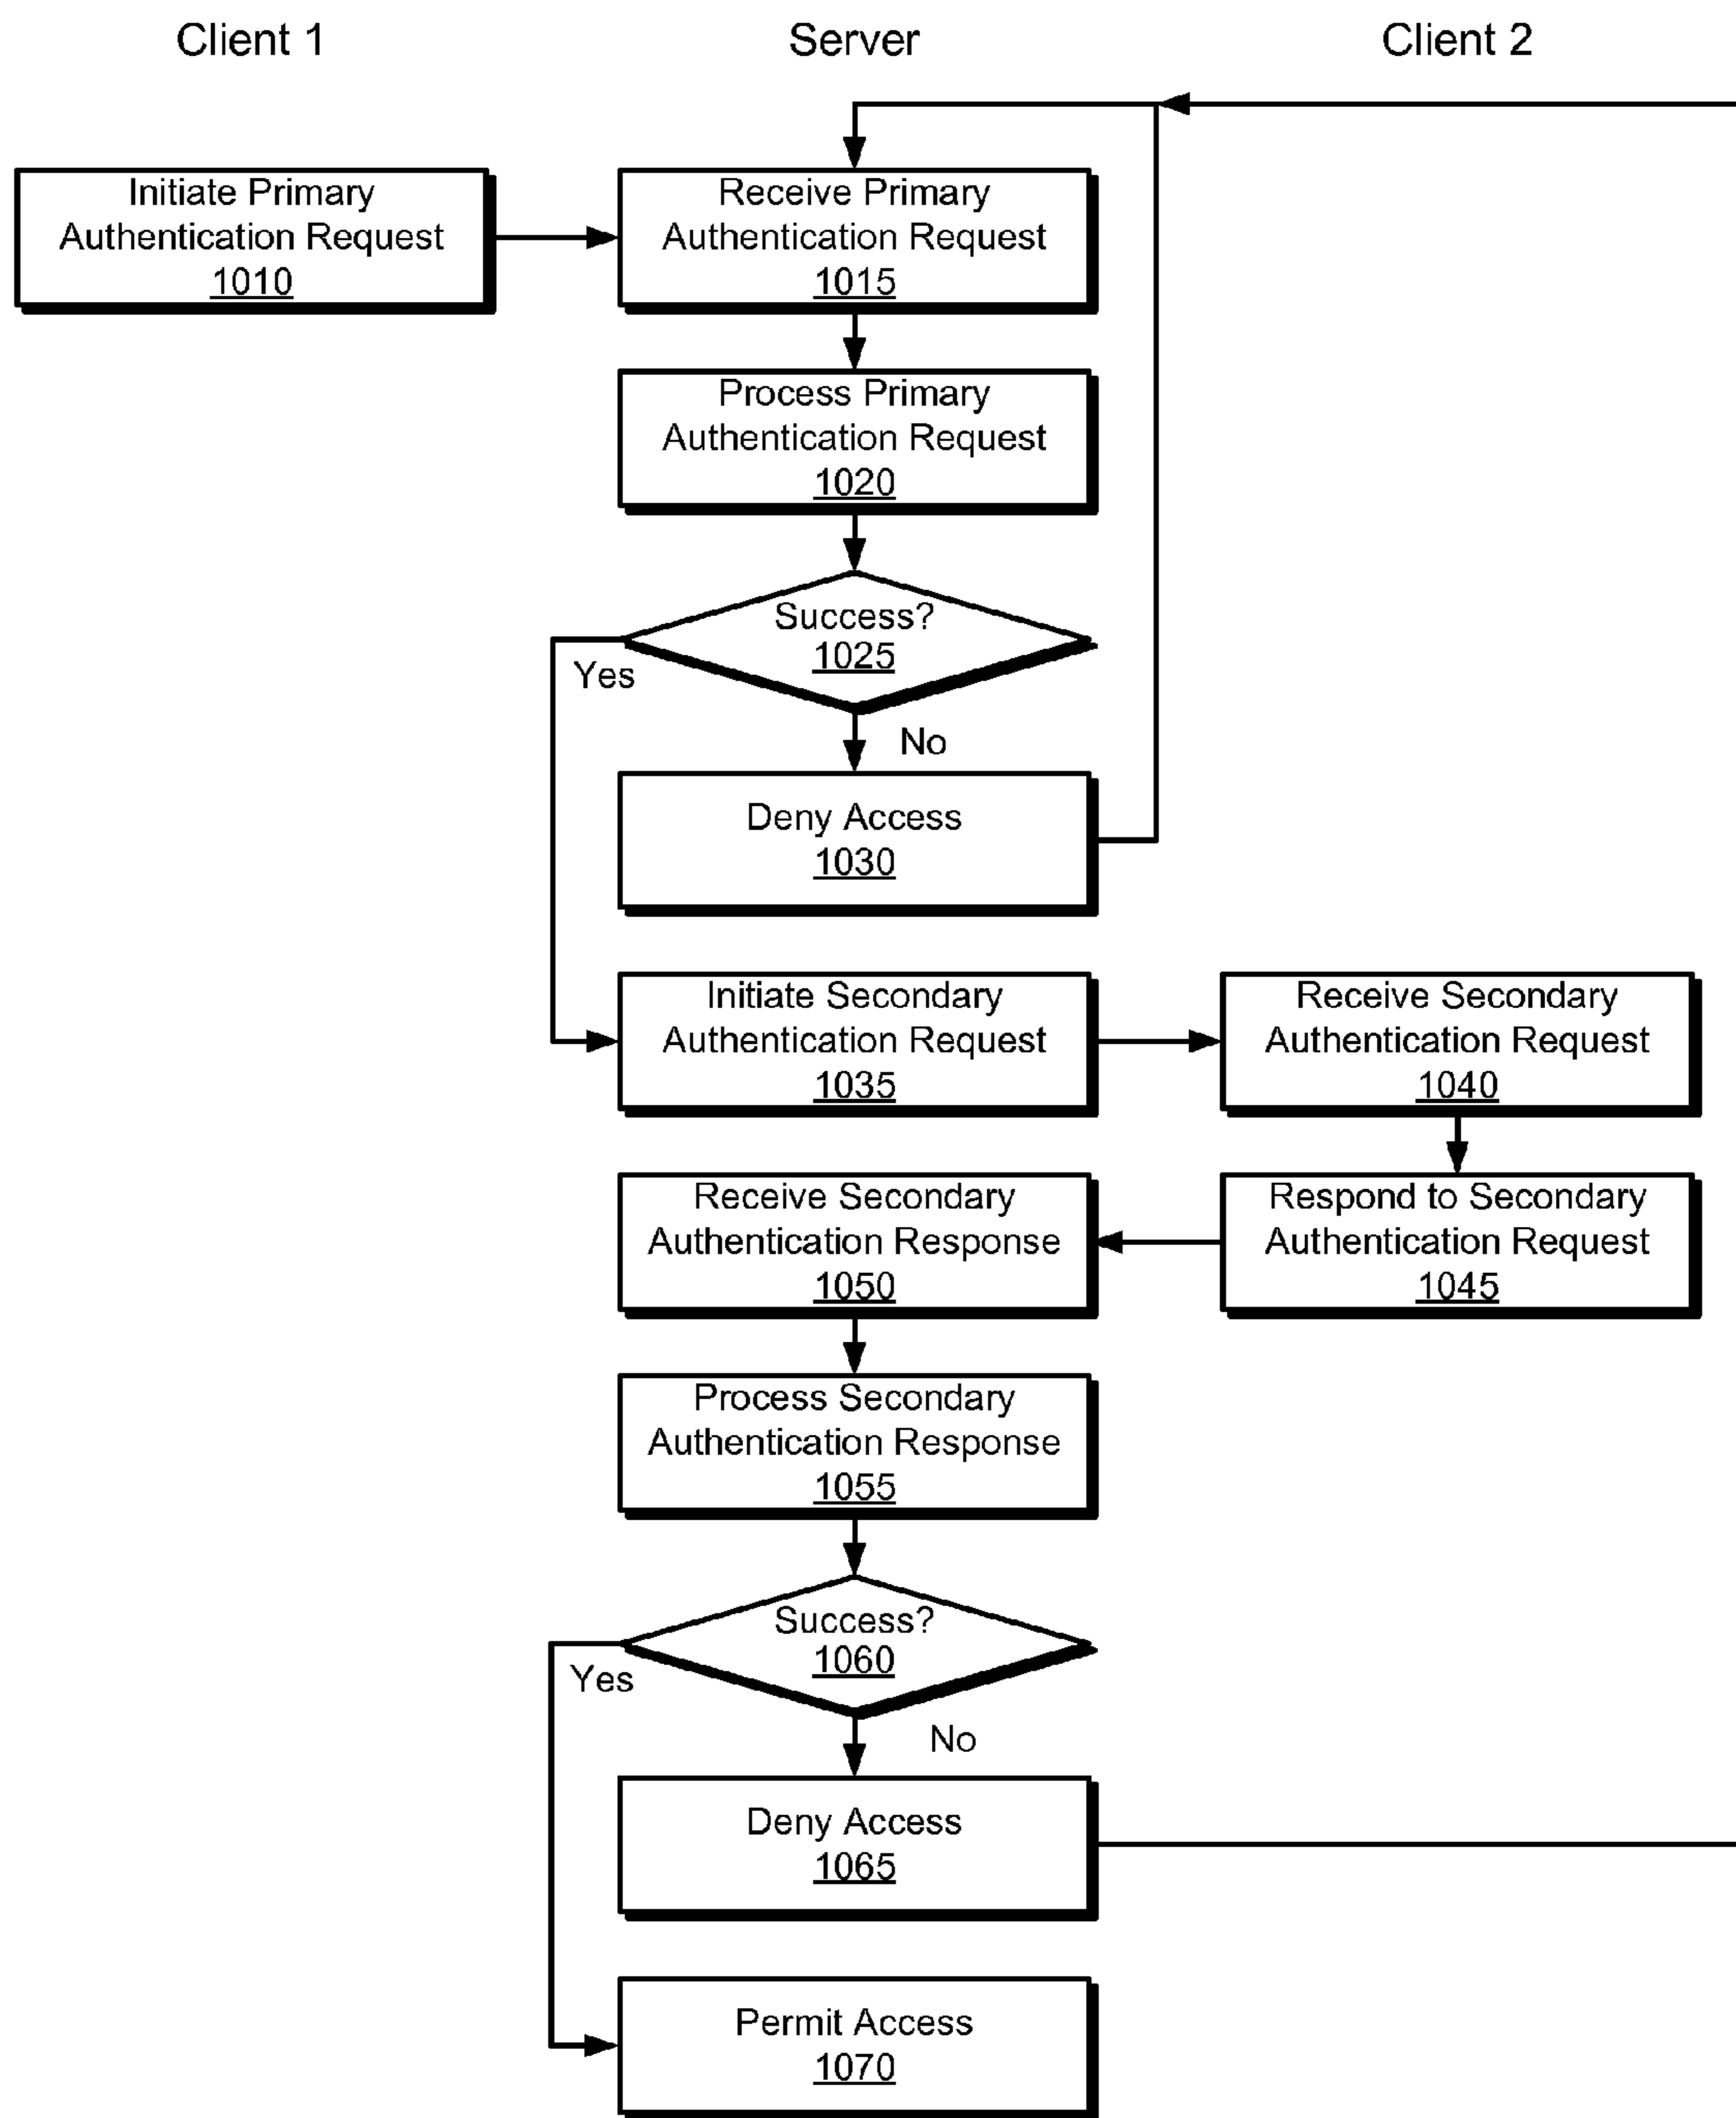 Client 1
Server
Client 2
Initiate Primary
Authentication Request
1010
Receive Primary
Authentication Request
1015
Process Primary
Authentication Request
1020
Success?
1025
Yes
No
Deny Access
1030
Initiate Secondary
Authentication Request
1035
Receive Secondary
Authentication Request
1040
Respond to Secondary
Authentication Request
1045
Receive Secondary
Authentication Response
1050
Process Secondary
Authentication Response
1055
Success?
1060
Yes
No
Deny Access
1065
Permit Access
1070